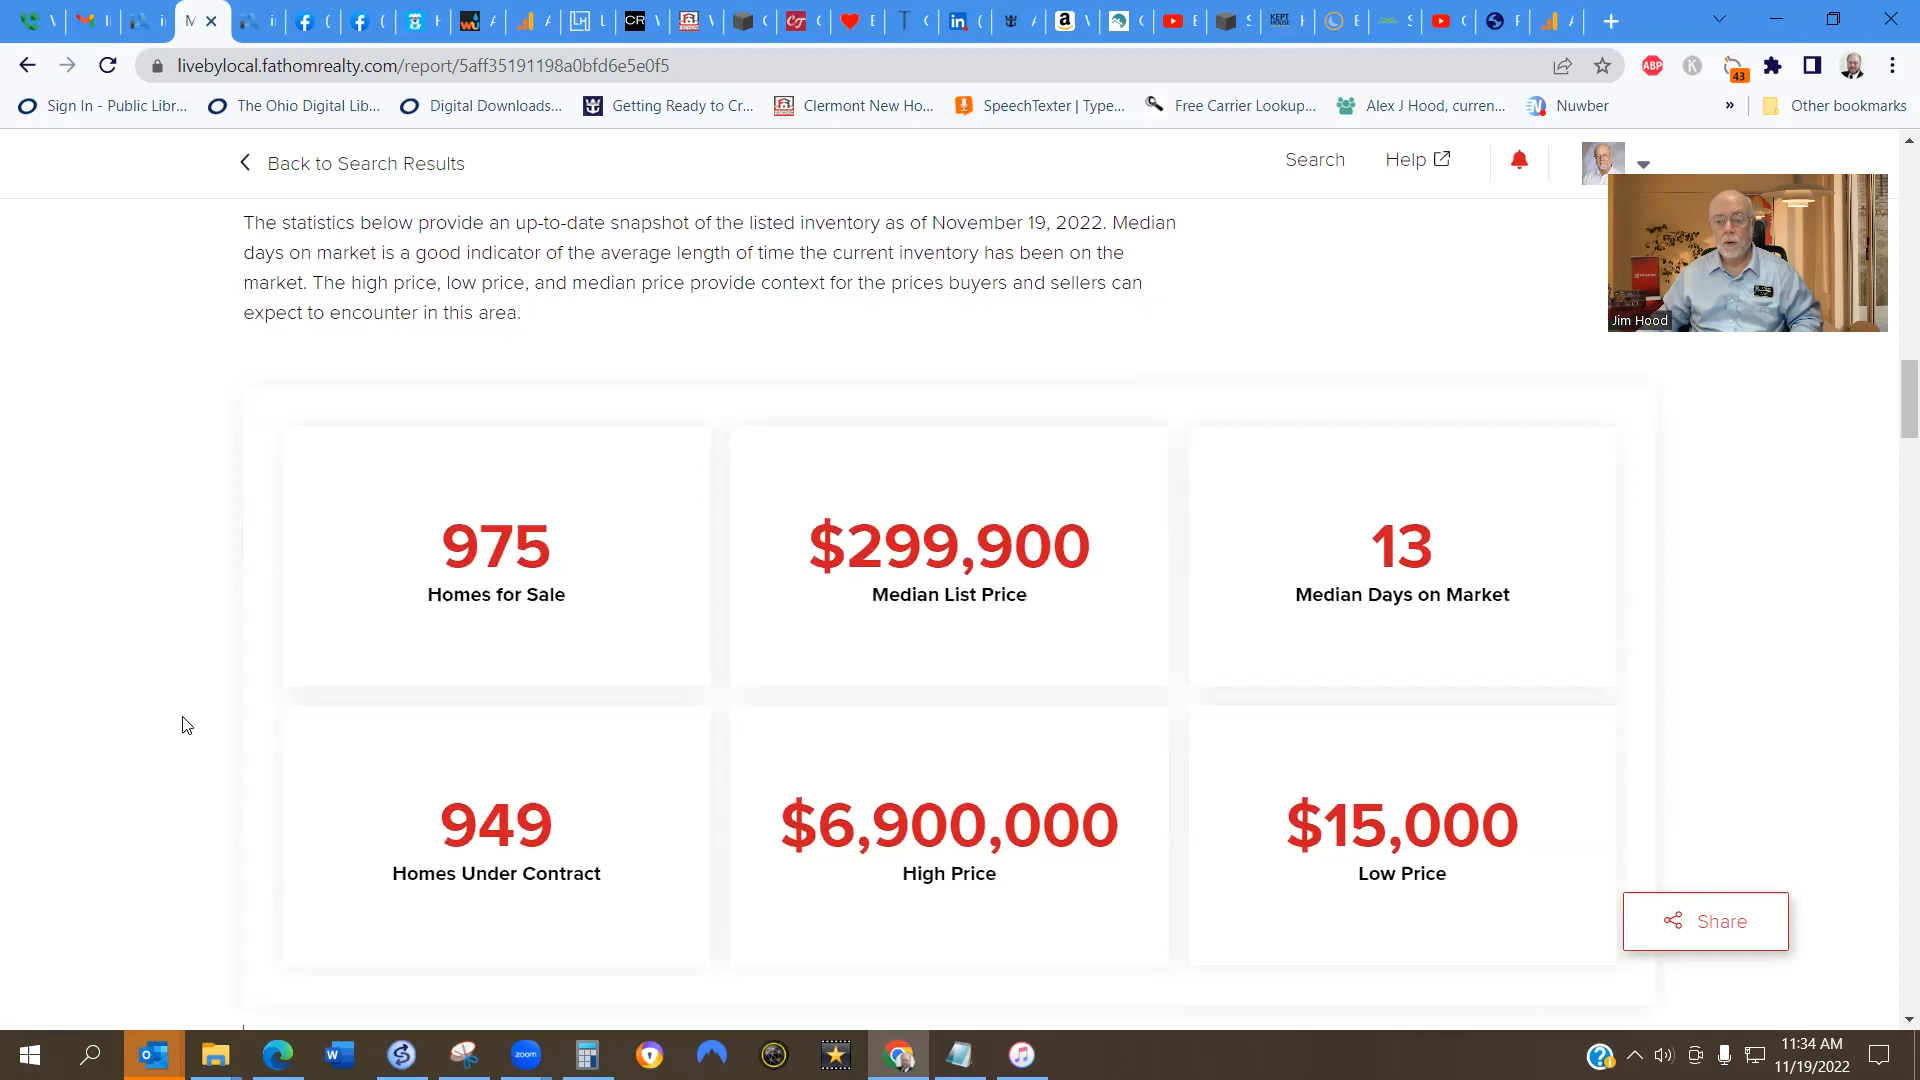 livebylocal.fathomrealty.com/report/5aff35191198a0bfd6e5e0f5
ABP
K
43
Sign In - Public Libr...
The Ohio Digital Lib...
Digital Downloads...
Getting Ready to Cr...
Clermont New Ho...
SpeechTexter | Type...
Free Carrier Lookup...
Alex J Hood, curren...
Nuwber
»
Other bookmarks
Back to Search Results
Search
Help
The statistics below provide an up-to-date snapshot of the listed inventory as of November 19, 2022. Median
days on market is a good indicator of the average length of time the current inventory has been on the
market. The high price, low price, and median price provide context for the prices buyers and sellers can
expect to encounter in this area.
Jim Hood
975
Homes for Sale
$299,900
Median List Price
13
Median Days on Market
949
Homes Under Contract
$6,900,000
High Price
$15,000
Low Price
Share
zoom
11:34 AM
11/19/2022